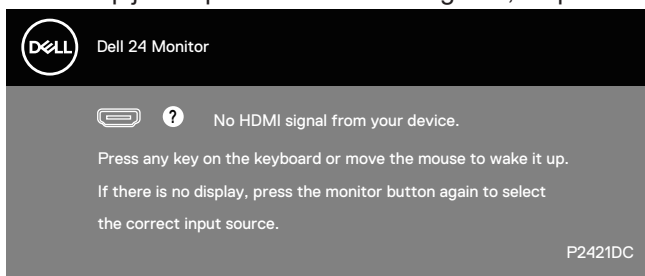 DELL
Dell 24 Monitor
? No HDMI signal from your device.
Press any key on the keyboard or move the mouse to wake it up.
If there is no display, press the monitor button again to select
the correct input source.
P2421DC